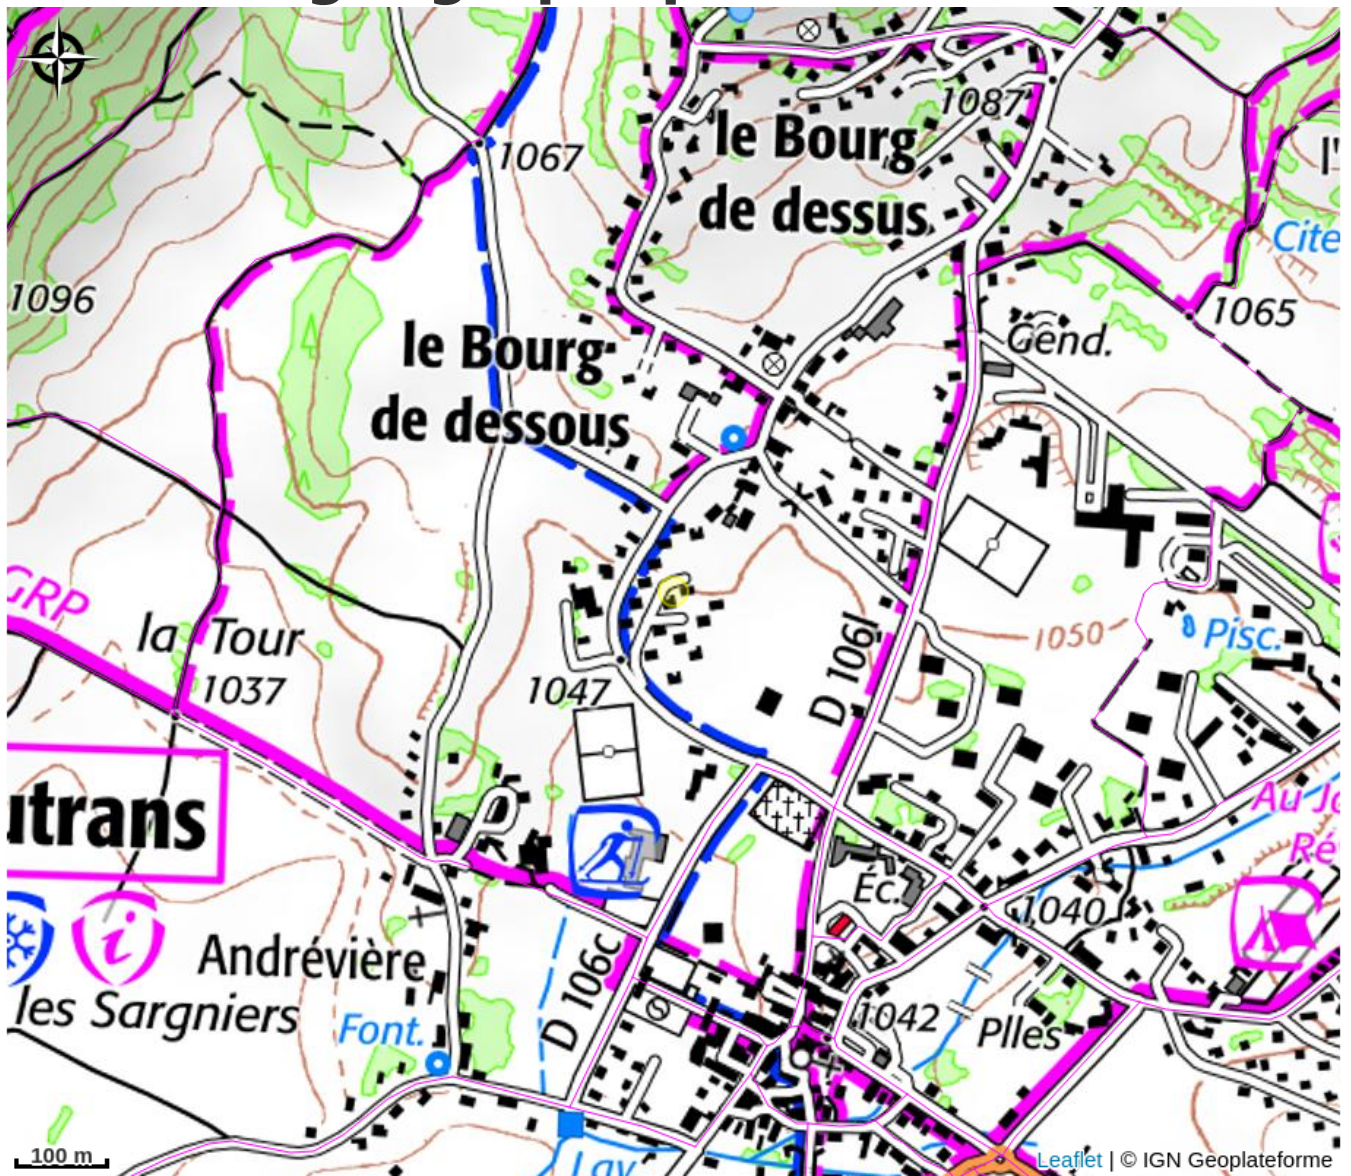 1087
le Bourg
de dessus
1067
l'
Cite
1096
1065
Gend.
le Bourg
de dessous
GRP
la Tour
1037
1047
D 106l
1050
Pisc.
utrans
Au Jo
Ré
Éc.
1040
i
Andrévière
les Sargniers
Font.
D 106c
1042
Plles
Lav
100 m
Leaflet | © IGN Geoplateforme